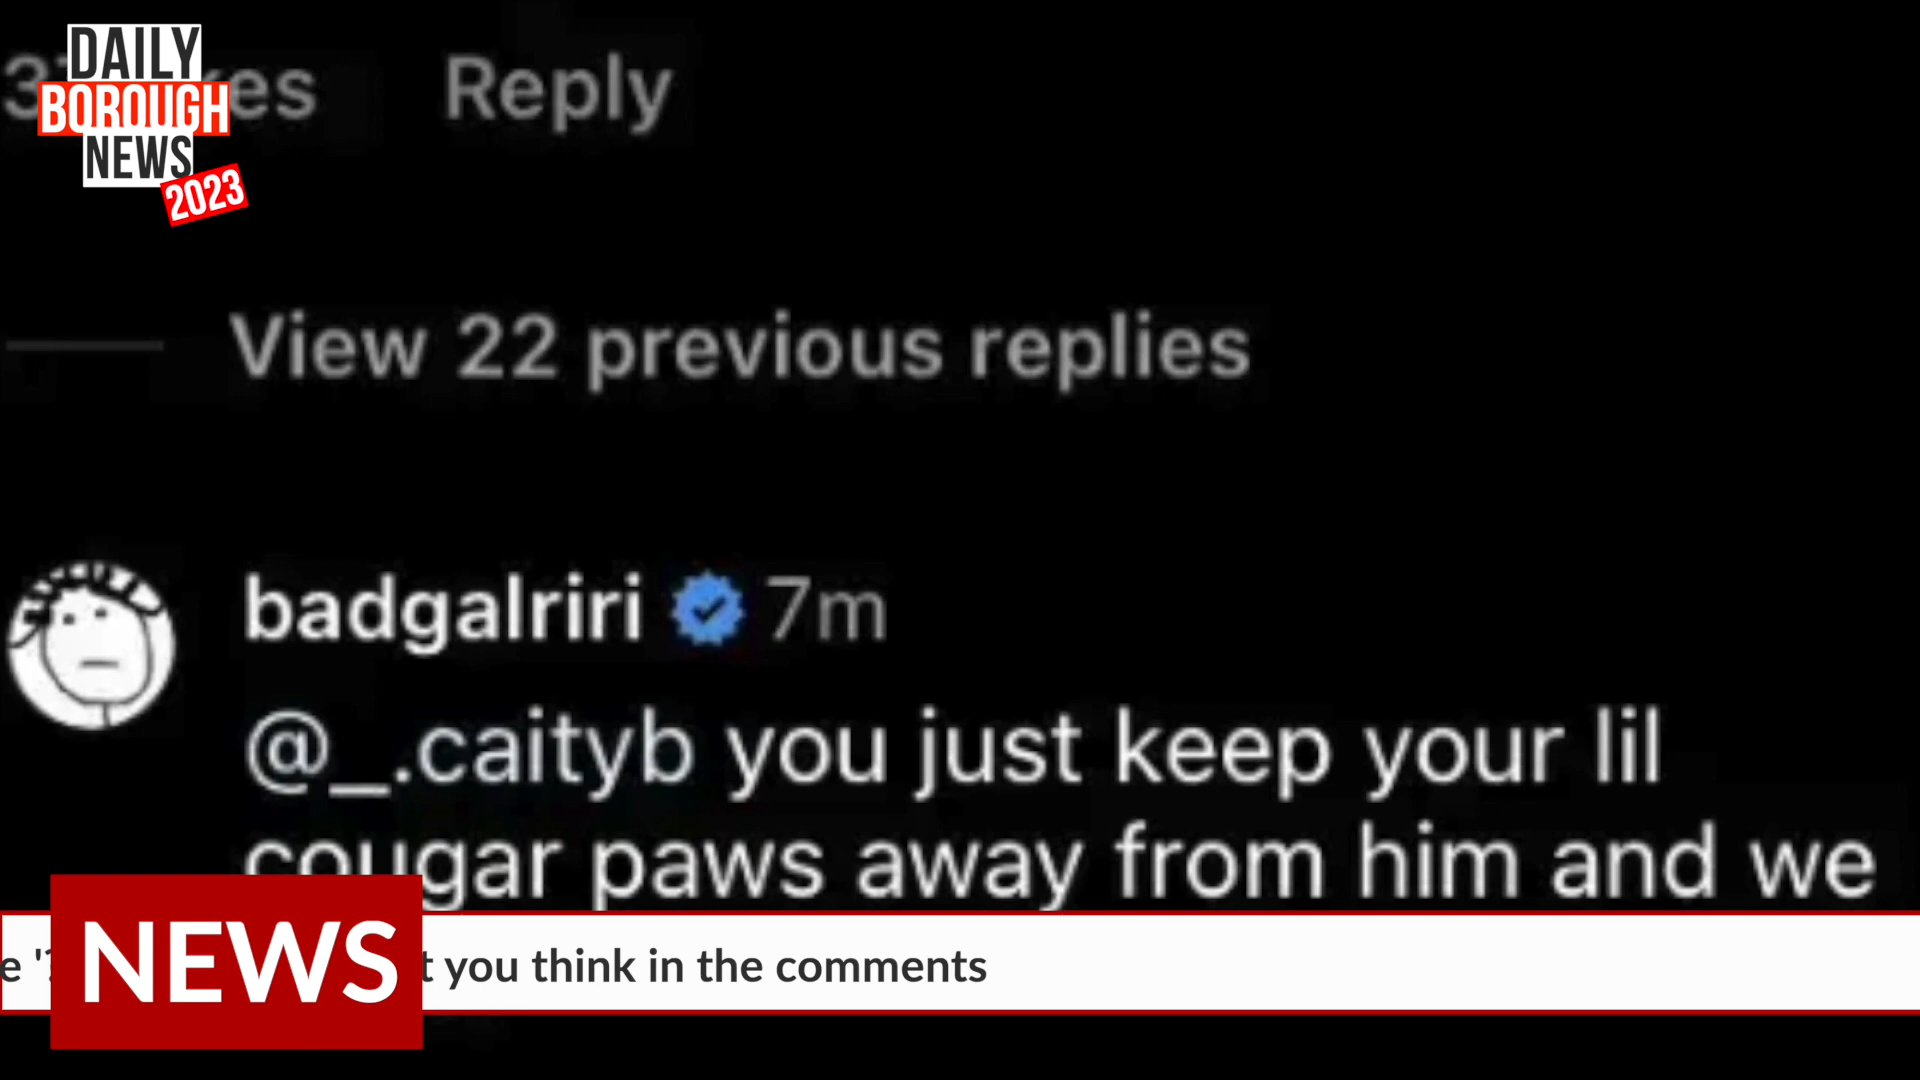 DAILY
BOROUGH
NEWS
2023
Reply
View 22 previous replies
badgalriri 7m
@_.caityb you just keep your lil
cougar paws away from him and we
NEWS
you think in the comments